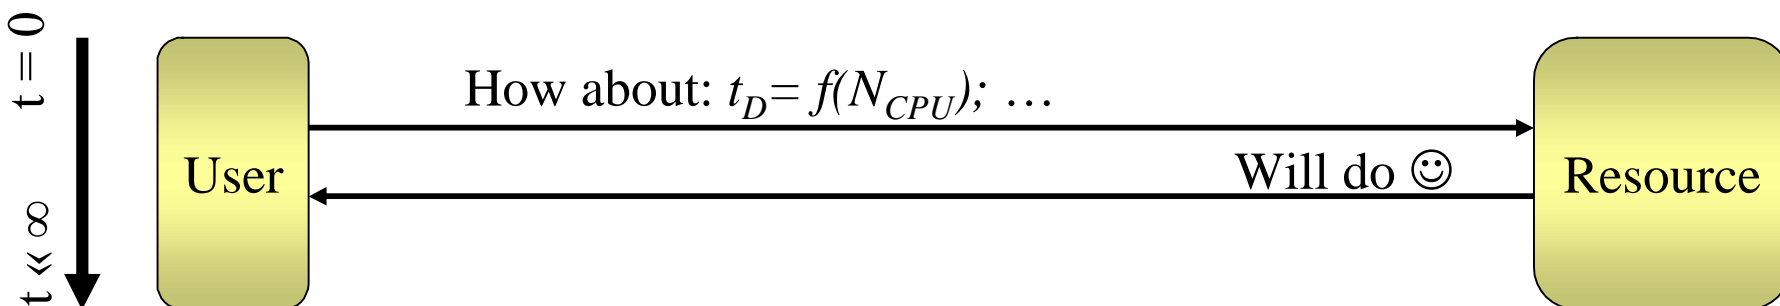 t = 0
t << ∞
User
How about: t_D= f(N_CPU); …
Will do ☺
Resource